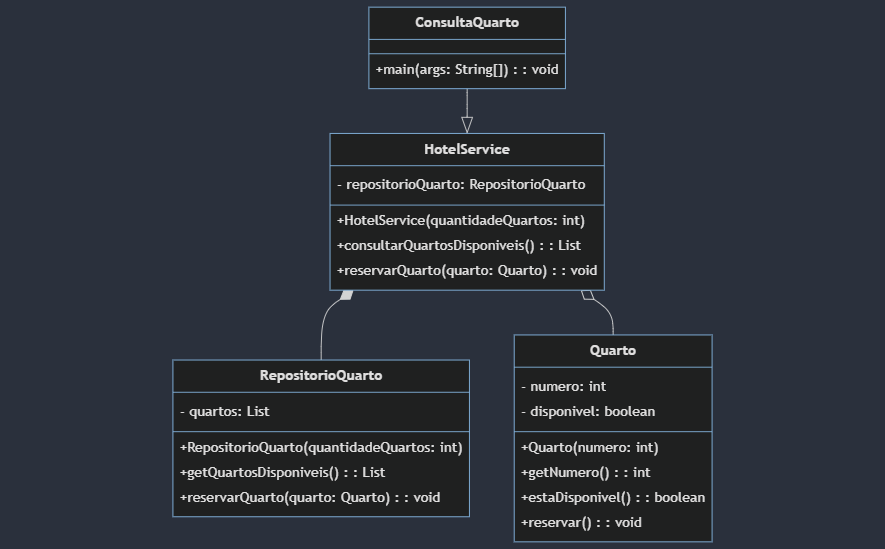 ConsultaQuarto
+main(args: String[]) : : void
HotelService
- repositorioQuarto: RepositorioQuarto
+HotelService(quantidadeQuartos: int)
+consultarQuartosDisponiveis() : : List
+reservarQuarto(quarto: Quarto) : : void
RepositorioQuarto
- quartos: List
+RepositorioQuarto(quantidadeQuartos: int)
+getQuartosDisponiveis() : : List
+reservarQuarto(quarto: Quarto) : : void
Quarto
- numero: int
- disponivel: boolean
+Quarto(numero: int)
+getNumero() : : int
+estaDisponivel() : : boolean
+reservar() : : void